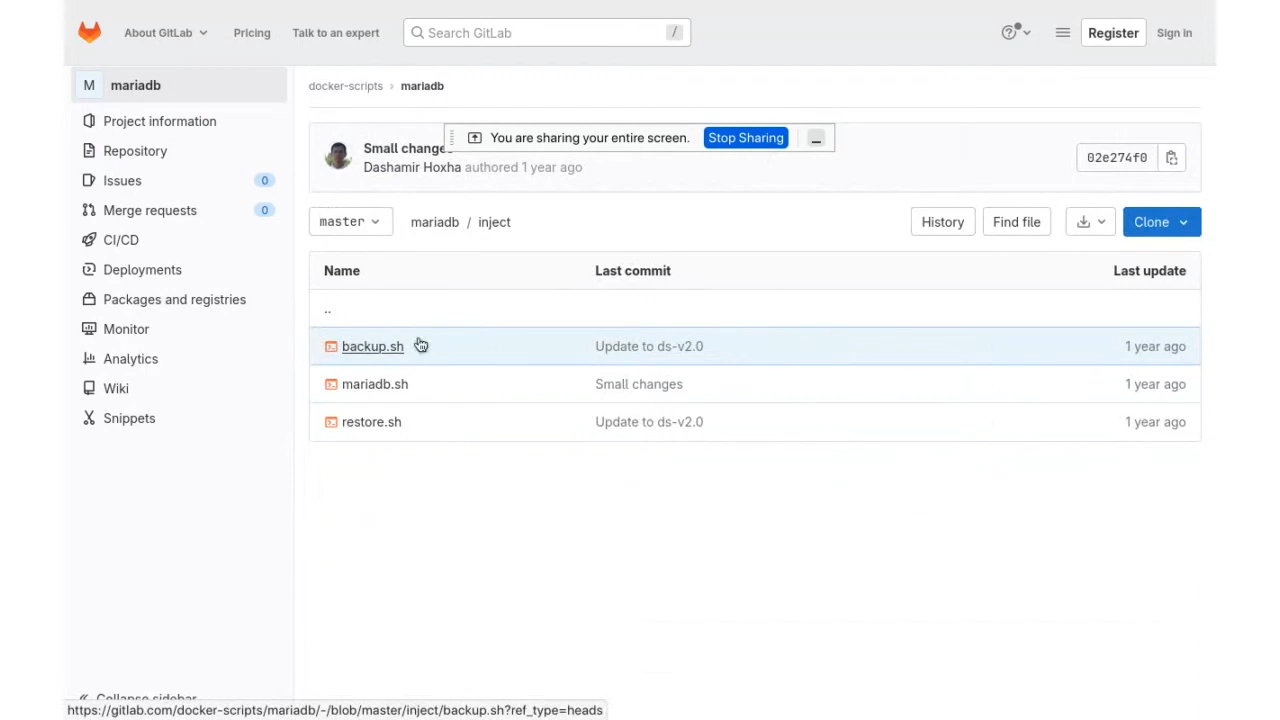 About GitLab
Pricing
Talk to an expert
Search GitLab
/
Register
Sign in
M
mariadb
docker-scripts › mariadb
Project information
Repository
Issues
0
Merge requests
0
CI/CD
Deployments
Packages and registries
Monitor
Analytics
Wiki
Snippets
Collapse sidebar
You are sharing your entire screen.
Stop Sharing
Small changes
Dashamir Hoxha authored 1 year ago
02e274f0
master
mariadb / inject
History
Find file
Clone
Name
Last commit
Last update
..
backup.sh
Update to ds-v2.0
1 year ago
mariadb.sh
Small changes
1 year ago
restore.sh
Update to ds-v2.0
1 year ago
https://gitlab.com/docker-scripts/mariadb/-/blob/master/inject/backup.sh?ref_type=heads